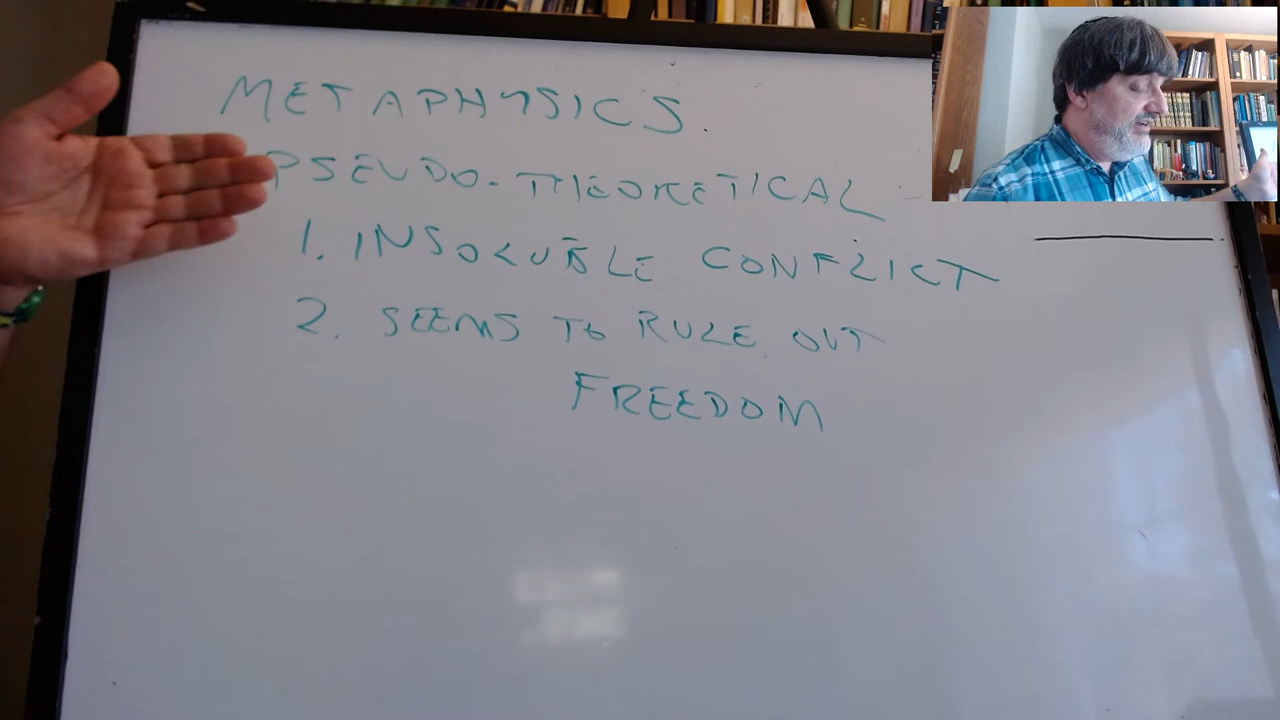 METAPHYSICS.
PSEUDO-THEORETICAL -
1. INSOLUBLE CONFLICT
2. SEEMS TO RULE OUT
FREEDOM